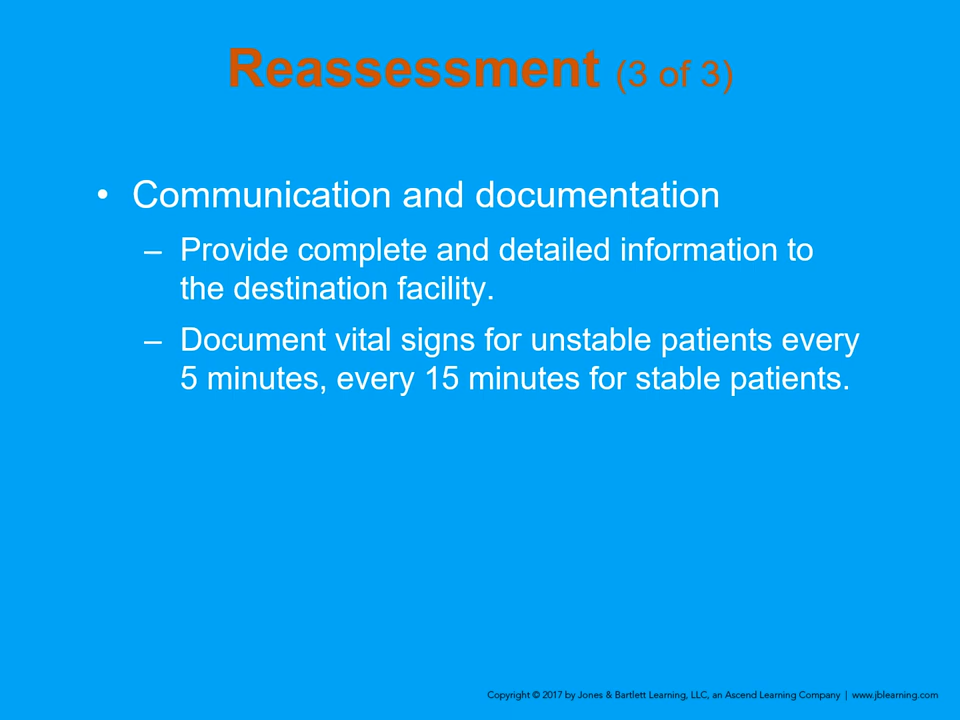 Reassessment (3 of 3)
• Communication and documentation
– Provide complete and detailed information to
the destination facility.
– Document vital signs for unstable patients every
5 minutes, every 15 minutes for stable patients.
Copyright © 2017 by Jones & Bartlett Learning, LLC, an Ascend Learning Company | www.jblearning.com